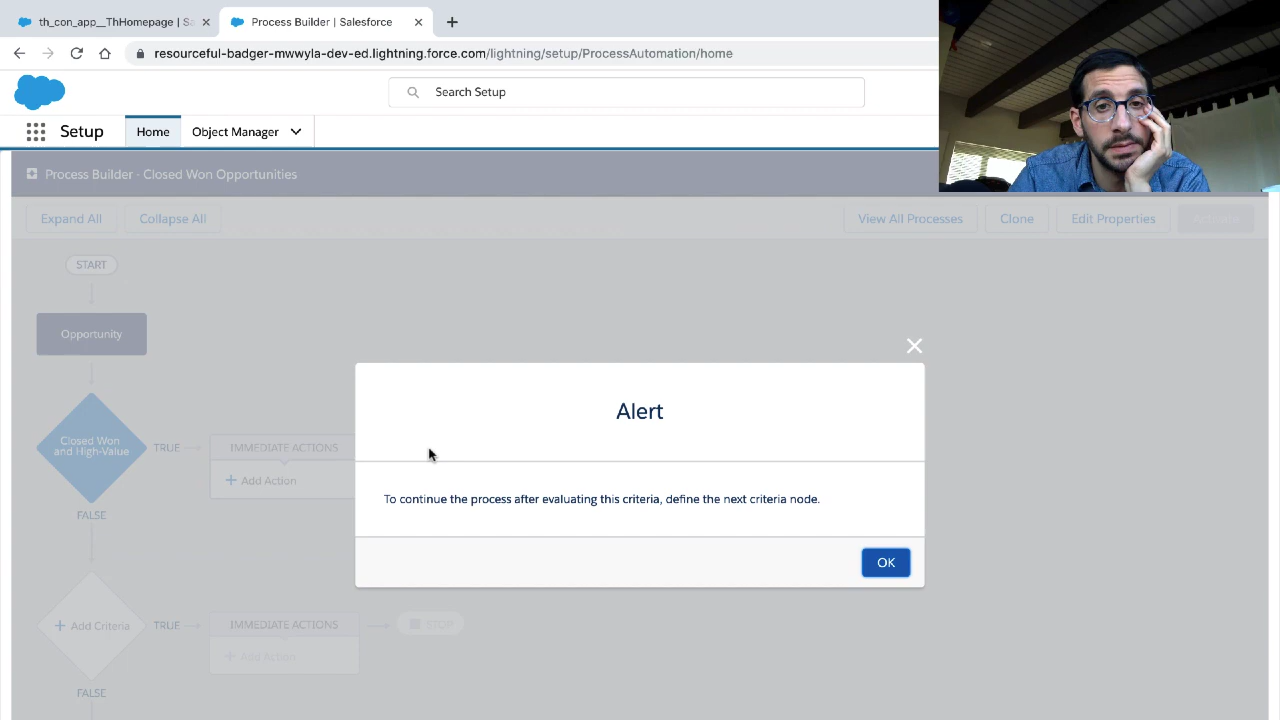 th_con_app__ThHomepage | Sa
Process Builder | Salesforce
resourceful-badger-mwwyla-dev-ed.lightning.force.com/lightning/setup/ProcessAutomation/home
Search Setup
Setup
Home
Object Manager
Process Builder - Closed Won Opportunities
Expand All
Collapse All
View All Processes
Clone
Edit Properties
Activate
START
Opportunity
Closed Won
and High-Value
TRUE
IMMEDIATE ACTIONS
+ Add Action
FALSE
Alert
To continue the process after evaluating this criteria, define the next criteria node.
OK
+ Add Criteria
TRUE
IMMEDIATE ACTIONS
+ Add Action
STOP
FALSE